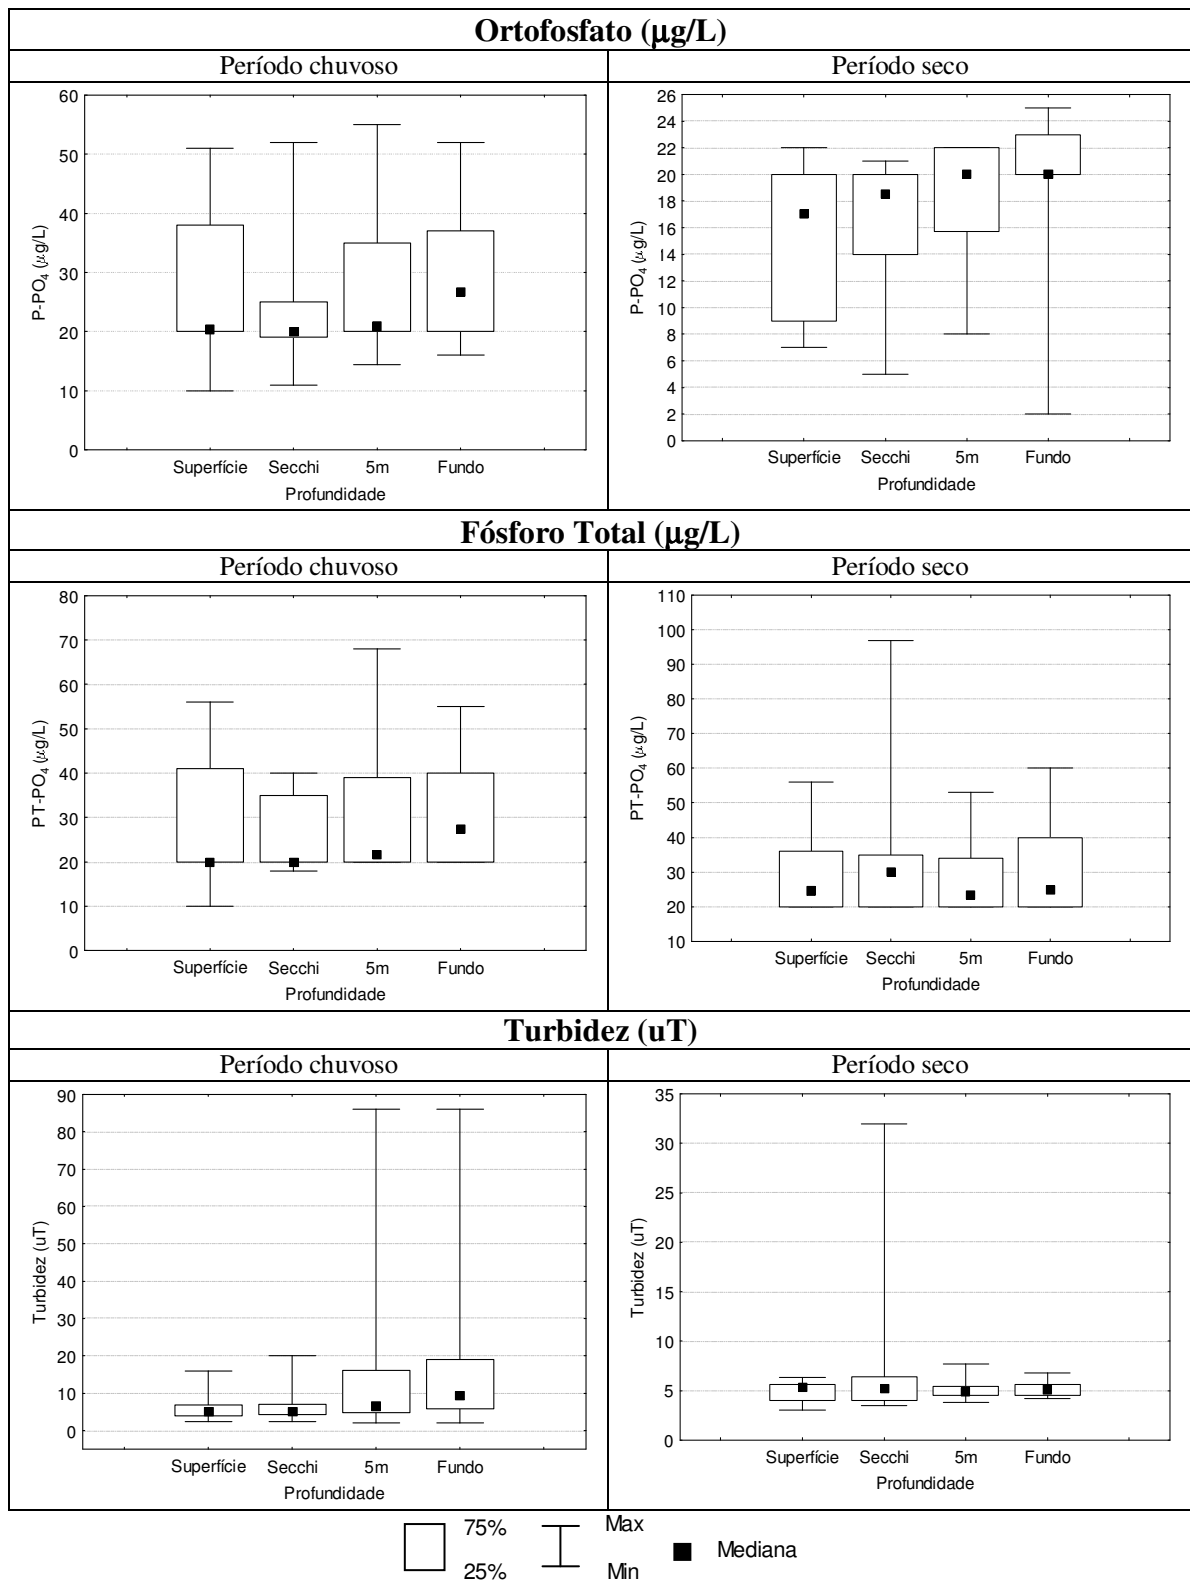 Ortofosfato (µg/L)
Período chuvoso
Período seco
60
50
40
30
20
10
0
P-PO4 (µg/L)
Superfície Secchi 5m Fundo
Profundidade
26
24
22
20
18
16
14
12
10
8
6
4
2
0
P-PO4 (µg/L)
Superfície Secchi 5m Fundo
Profundidade
Fósforo Total (µg/L)
Período chuvoso
Período seco
80
70
60
50
40
30
20
10
0
PT-PO4 (µg/L)
Superfície Secchi 5m Fundo
Profundidade
110
100
90
80
70
60
50
40
30
20
10
PT-PO4 (µg/L)
Superfície Secchi 5m Fundo
Profundidade
Turbidez (uT)
Período chuvoso
Período seco
90
80
70
60
50
40
30
20
10
0
Turbidez (uT)
Superfície Secchi 5m Fundo
Profundidade
35
30
25
20
15
10
5
0
Turbidez (uT)
Superfície Secchi 5m Fundo
Profundidade
75%
25%
Max
Min
Mediana